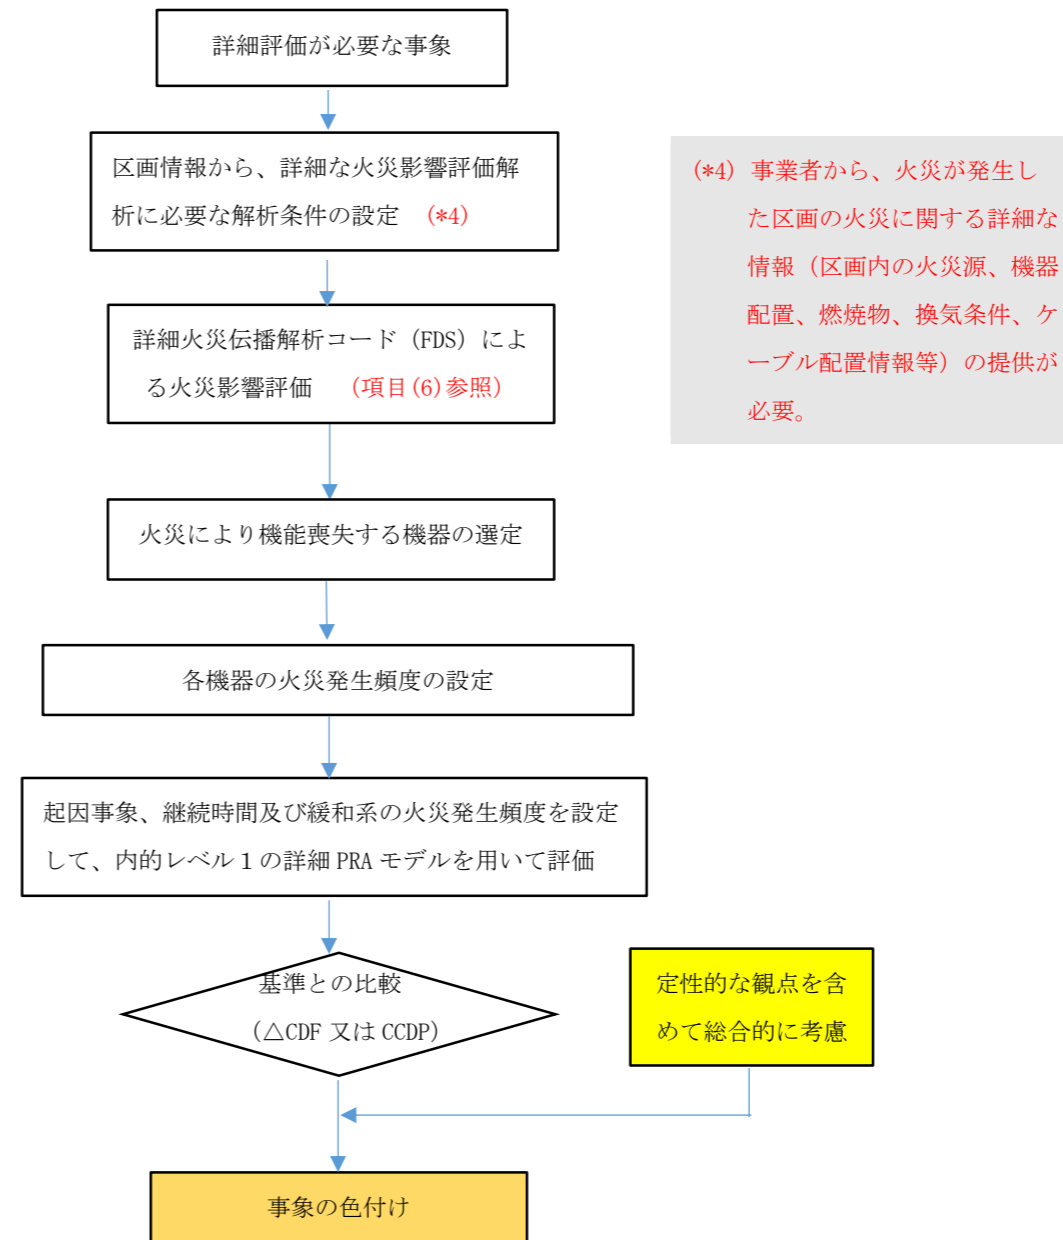 詳細評価が必要な事象
区画情報から、詳細な火災影響評価解
析に必要な解析条件の設定 (*4)
(*4) 事業者から、火災が発生し
た区画の火災に関する詳細な
情報（区画内の火災源、機器
配置、燃焼物、換気条件、ケ
ーブル配置情報等）の提供が
必要。
詳細火災伝播解析コード（FDS）によ
る火災影響評価 （項目(6)参照）
火災により機能喪失する機器の選定
各機器の火災発生頻度の設定
起因事象、継続時間及び緩和系の火災発生頻度を設定
して、内的レベル１の詳細 PRA モデルを用いて評価
基準との比較
（△CDF 又は CCDP）
定性的な観点を含
めて総合的に考慮
事象の色付け